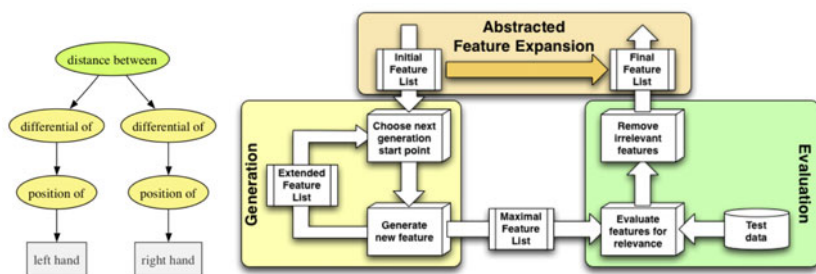 distance between
differential of
differential of
position of
position of
left hand
right hand
Abstracted
Feature Expansion
Initial
Feature
List
Final
Feature List
Generation
Choose next
generation
start point
Extended
Feature
List
Generate
new feature
Maximal
Feature
List
Remove
irrelevant
features
Evaluate
features for
relevance
Test
data
Evaluation